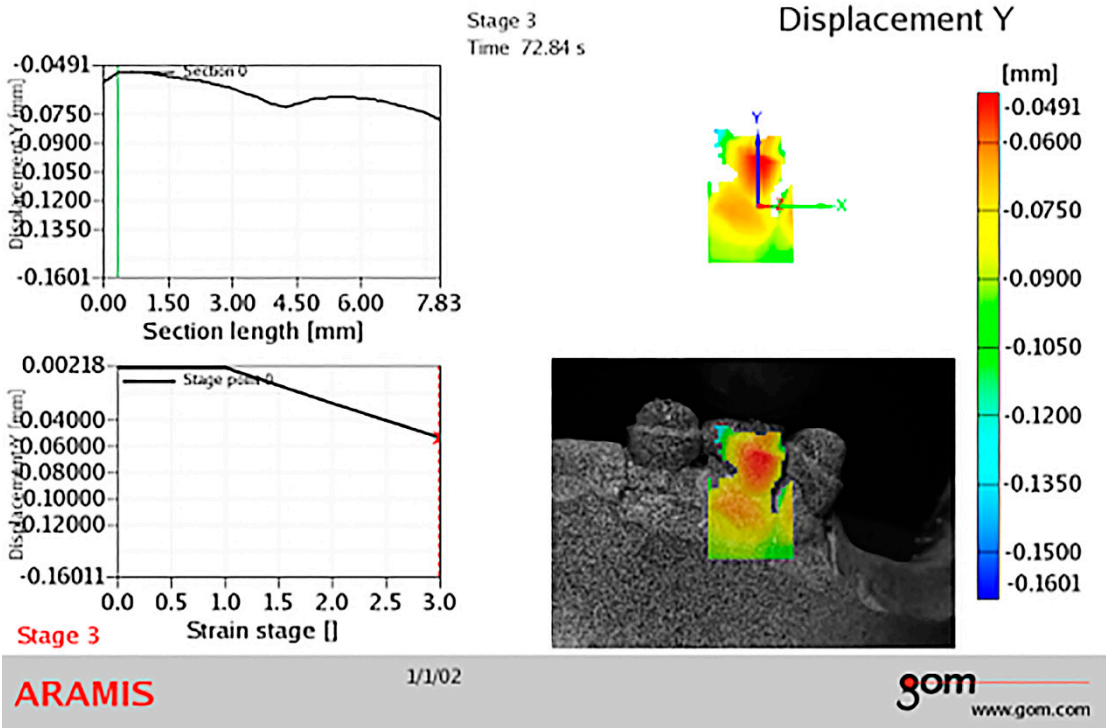 Stage 3
Time 72.84 s
Displacement Y
-0.0491
-0.0750
-0.0900
-0.1050
-0.1200
-0.1350
-0.1601
Displacement Y [mm]
Section 0
0.00 1.50 3.00 4.50 6.00 7.83
Section length [mm]
Y
X
[mm]
-0.0491
-0.0600
-0.0750
-0.0900
-0.1050
-0.1200
-0.1350
-0.1500
-0.1601
0.00218
0.04000
0.06000
0.08000
0.10000
0.12000
-0.16011
Displacement Y [mm]
Stage point 0
0.0 0.5 1.0 1.5 2.0 2.5 3.0
Strain stage []
Stage 3
ARAMIS
1/1/02
gom
www.gom.com